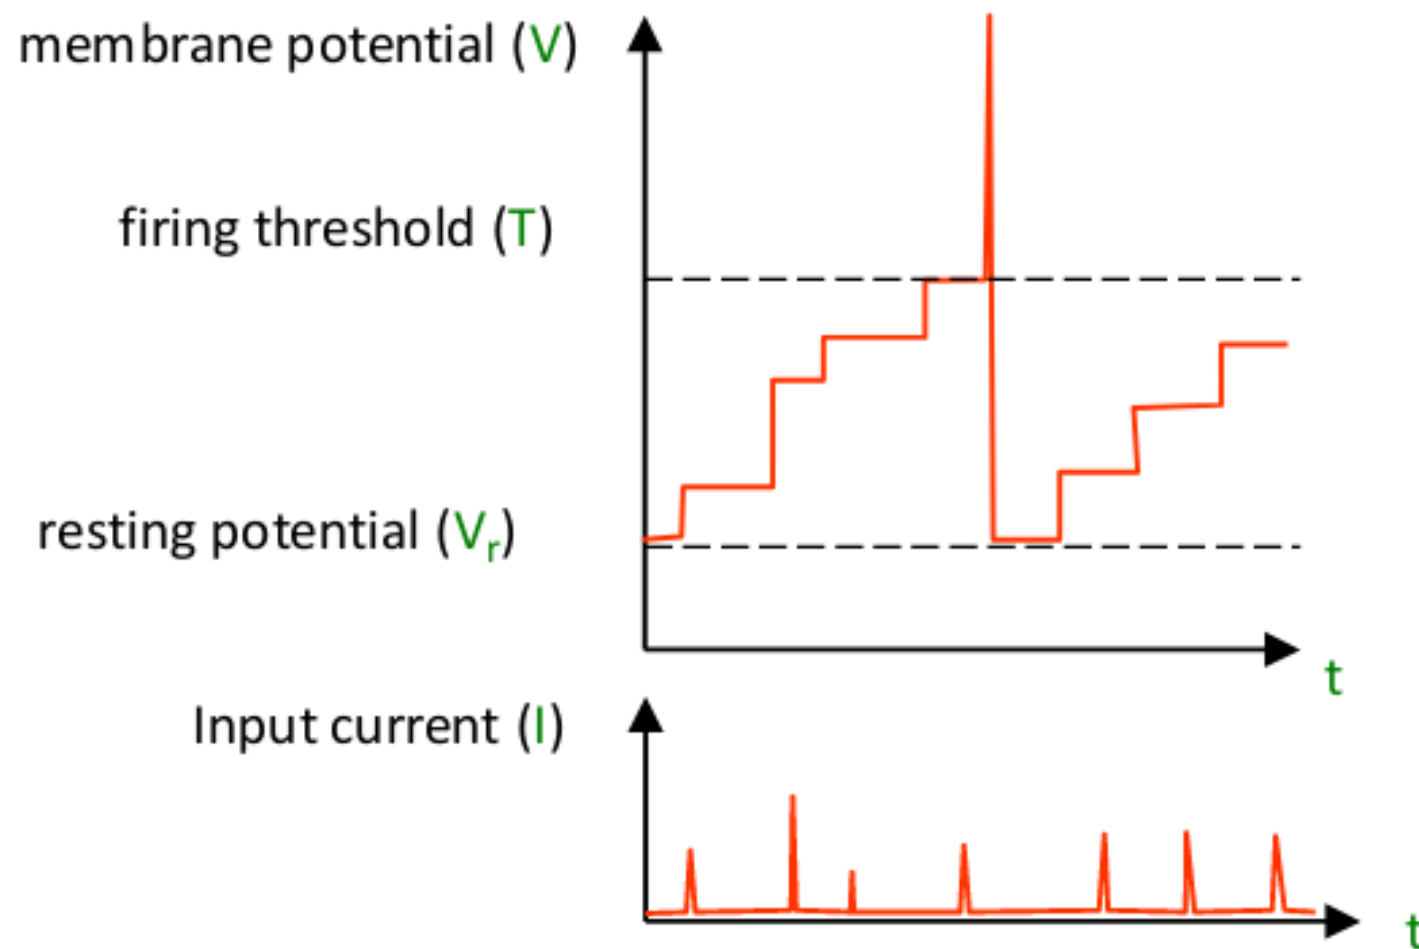 membrane potential (V)
firing threshold (T)
resting potential (Vr)
t
Input current (I)
t